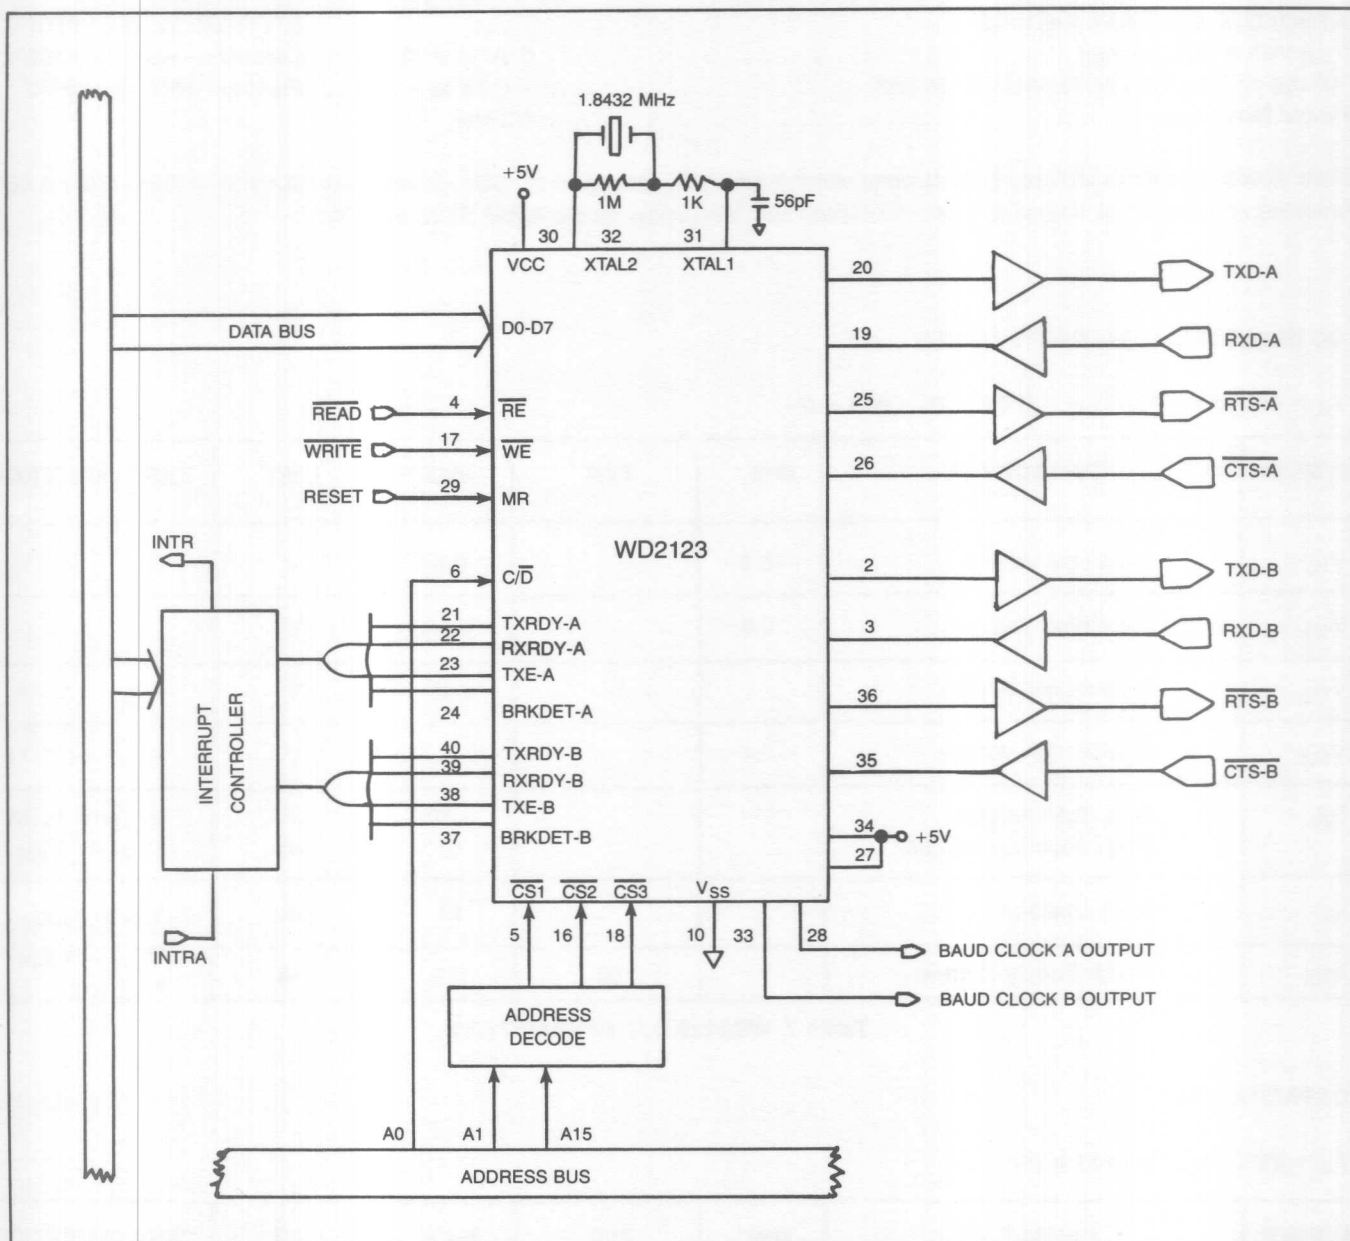 1.8432 MHz
+5V
1M
1K
56pF
30
32
31
VCC
XTAL2
XTAL1
20
TXD-A
DATA BUS
D0-D7
19
RXD-A
READ
4
RE
25
RTS-A
WRITE
17
WE
26
CTS-A
RESET
29
MR
INTR
WD2123
6
C/D
2
TXD-B
21
TXRDY-A
22
RXRDY-A
3
RXD-B
23
TXE-A
24
BRKDET-A
36
RTS-B
INTERRUPT
CONTROLLER
40
TXRDY-B
39
RXRDY-B
35
CTS-B
38
TXE-B
37
BRKDET-B
34
+5V
27
CS1
CS2
CS3
VSS
5
16
18
10
33
28
INTRA
BAUD CLOCK A OUTPUT
BAUD CLOCK B OUTPUT
ADDRESS
DECODE
A0
A1
A15
ADDRESS BUS